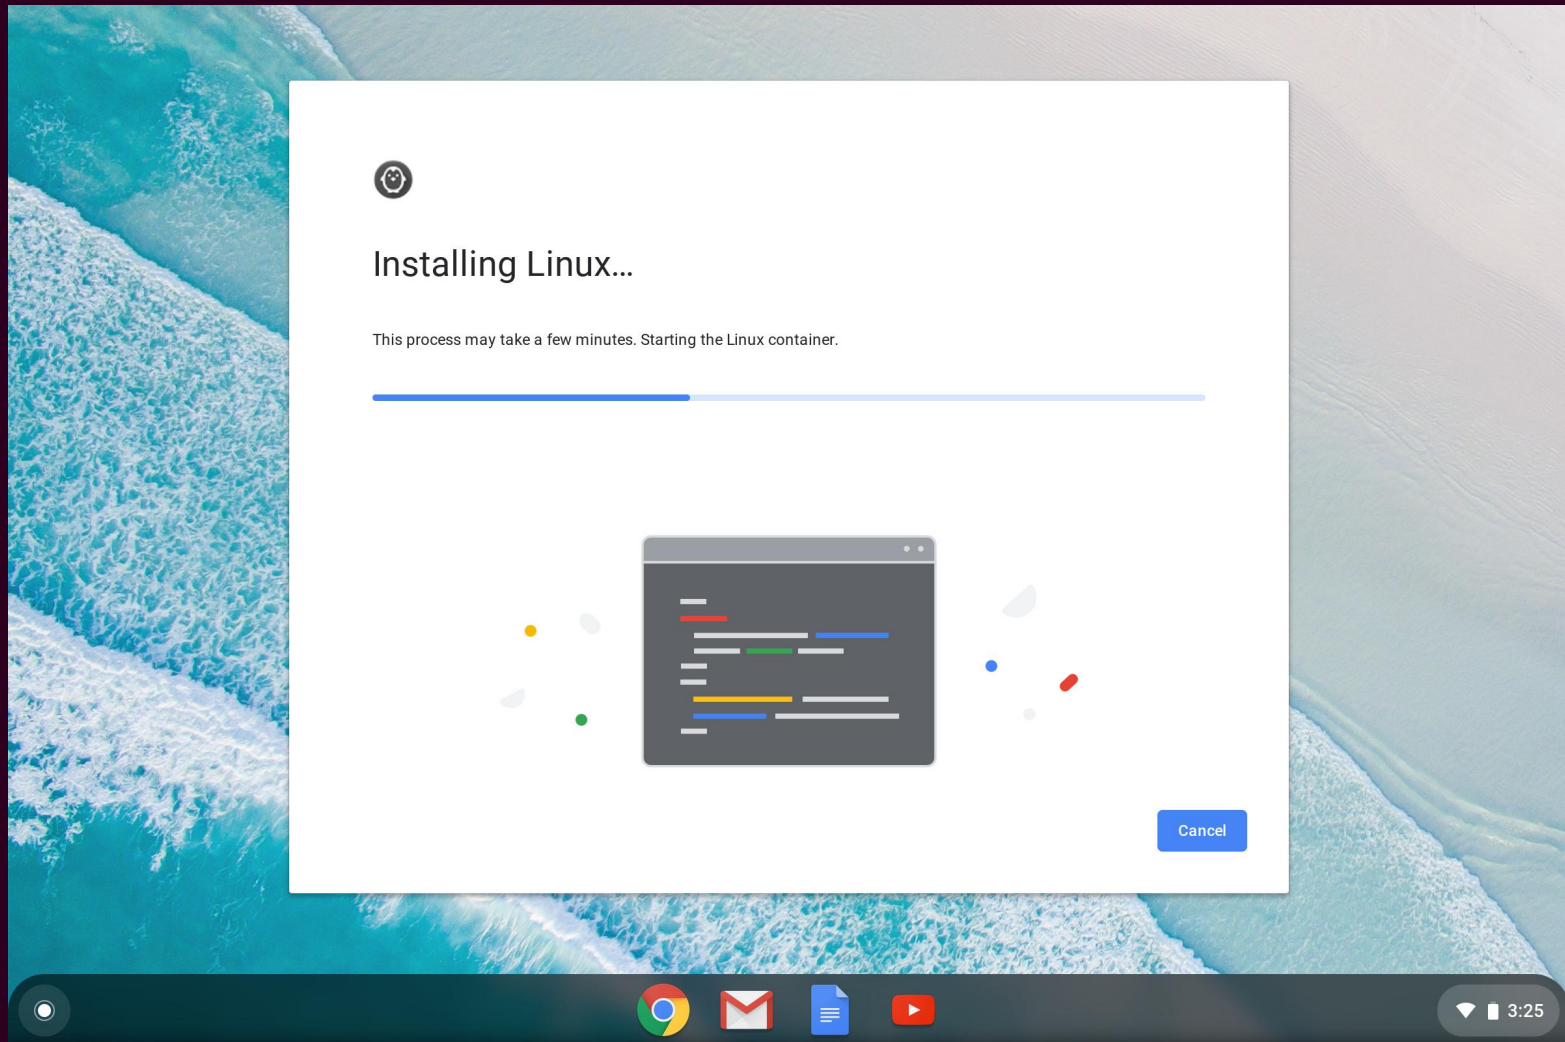 Installing Linux…
This process may take a few minutes. Starting the Linux container.
Cancel
3:25